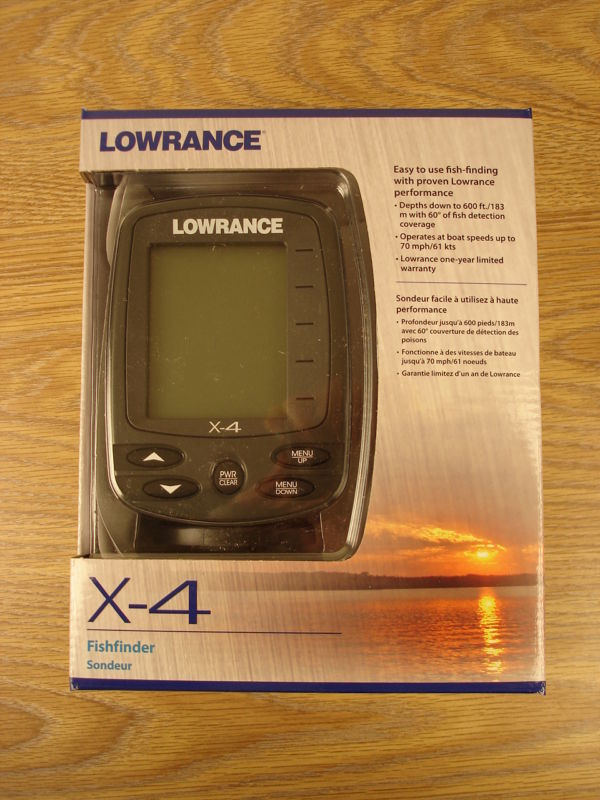 LOWRANCE
Easy to use fish-finding
with proven Lowrance
performance
• Depths down to 600 ft./183
m with 60° of fish detection
coverage
• Operates at boat speeds up to
70 mph/61 kts
• Lowrance one-year limited
warranty
Sondeur facile à utilisez à haute
performance
• Profondeur jusqu'à 600 pieds/183m
avec 60° couverture de détection des
poisons
• Fonctionne à des vitesses de bateau
jusqu'à 70 mph/61 noeuds
• Garantie limitez d'un an de Lowrance
LOWRANCE
X-4
PWR
CLEAR
MENU
UP
MENU
DOWN
X-4
Fishfinder
Sondeur